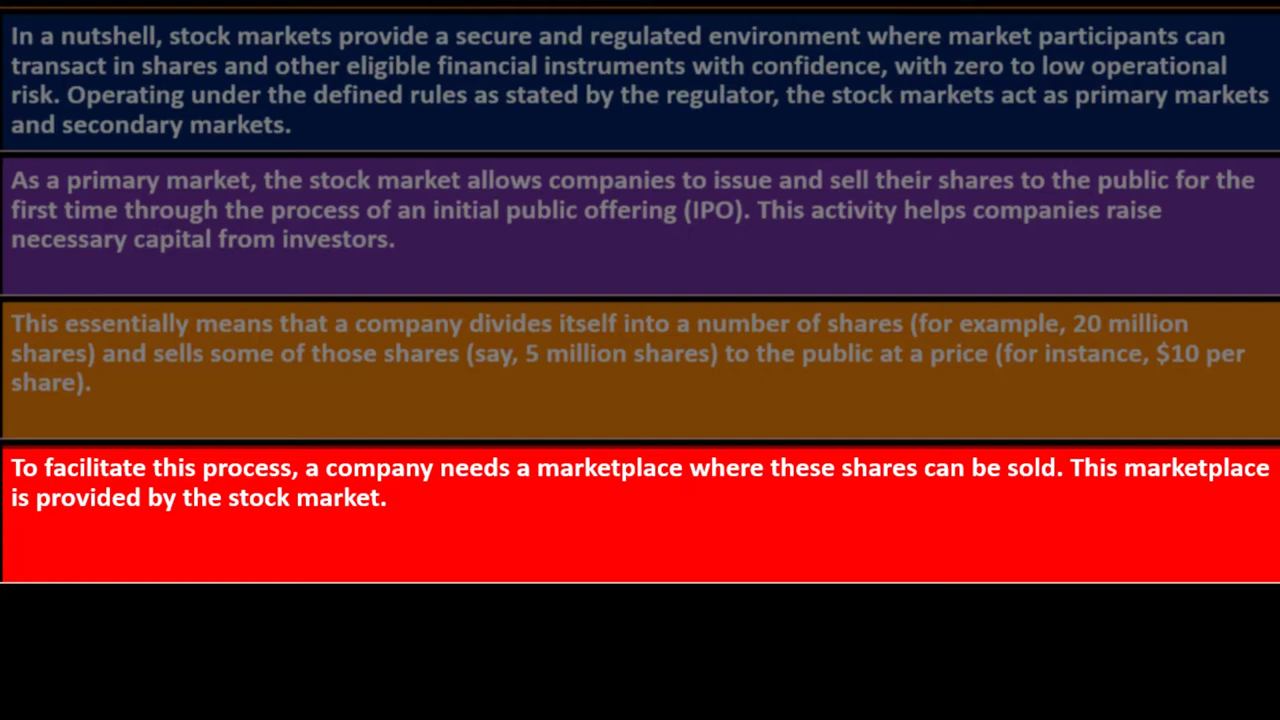 In a nutshell, stock markets provide a secure and regulated environment where market participants can
transact in shares and other eligible financial instruments with confidence, with zero to low operational
risk. Operating under the defined rules as stated by the regulator, the stock markets act as primary markets
and secondary markets.
As a primary market, the stock market allows companies to issue and sell their shares to the public for the
first time through the process of an initial public offering (IPO). This activity helps companies raise
necessary capital from investors.
This essentially means that a company divides itself into a number of shares (for example, 20 million
shares) and sells some of those shares (say, 5 million shares) to the public at a price (for instance, $10 per
share).
To facilitate this process, a company needs a marketplace where these shares can be sold. This marketplace
is provided by the stock market.